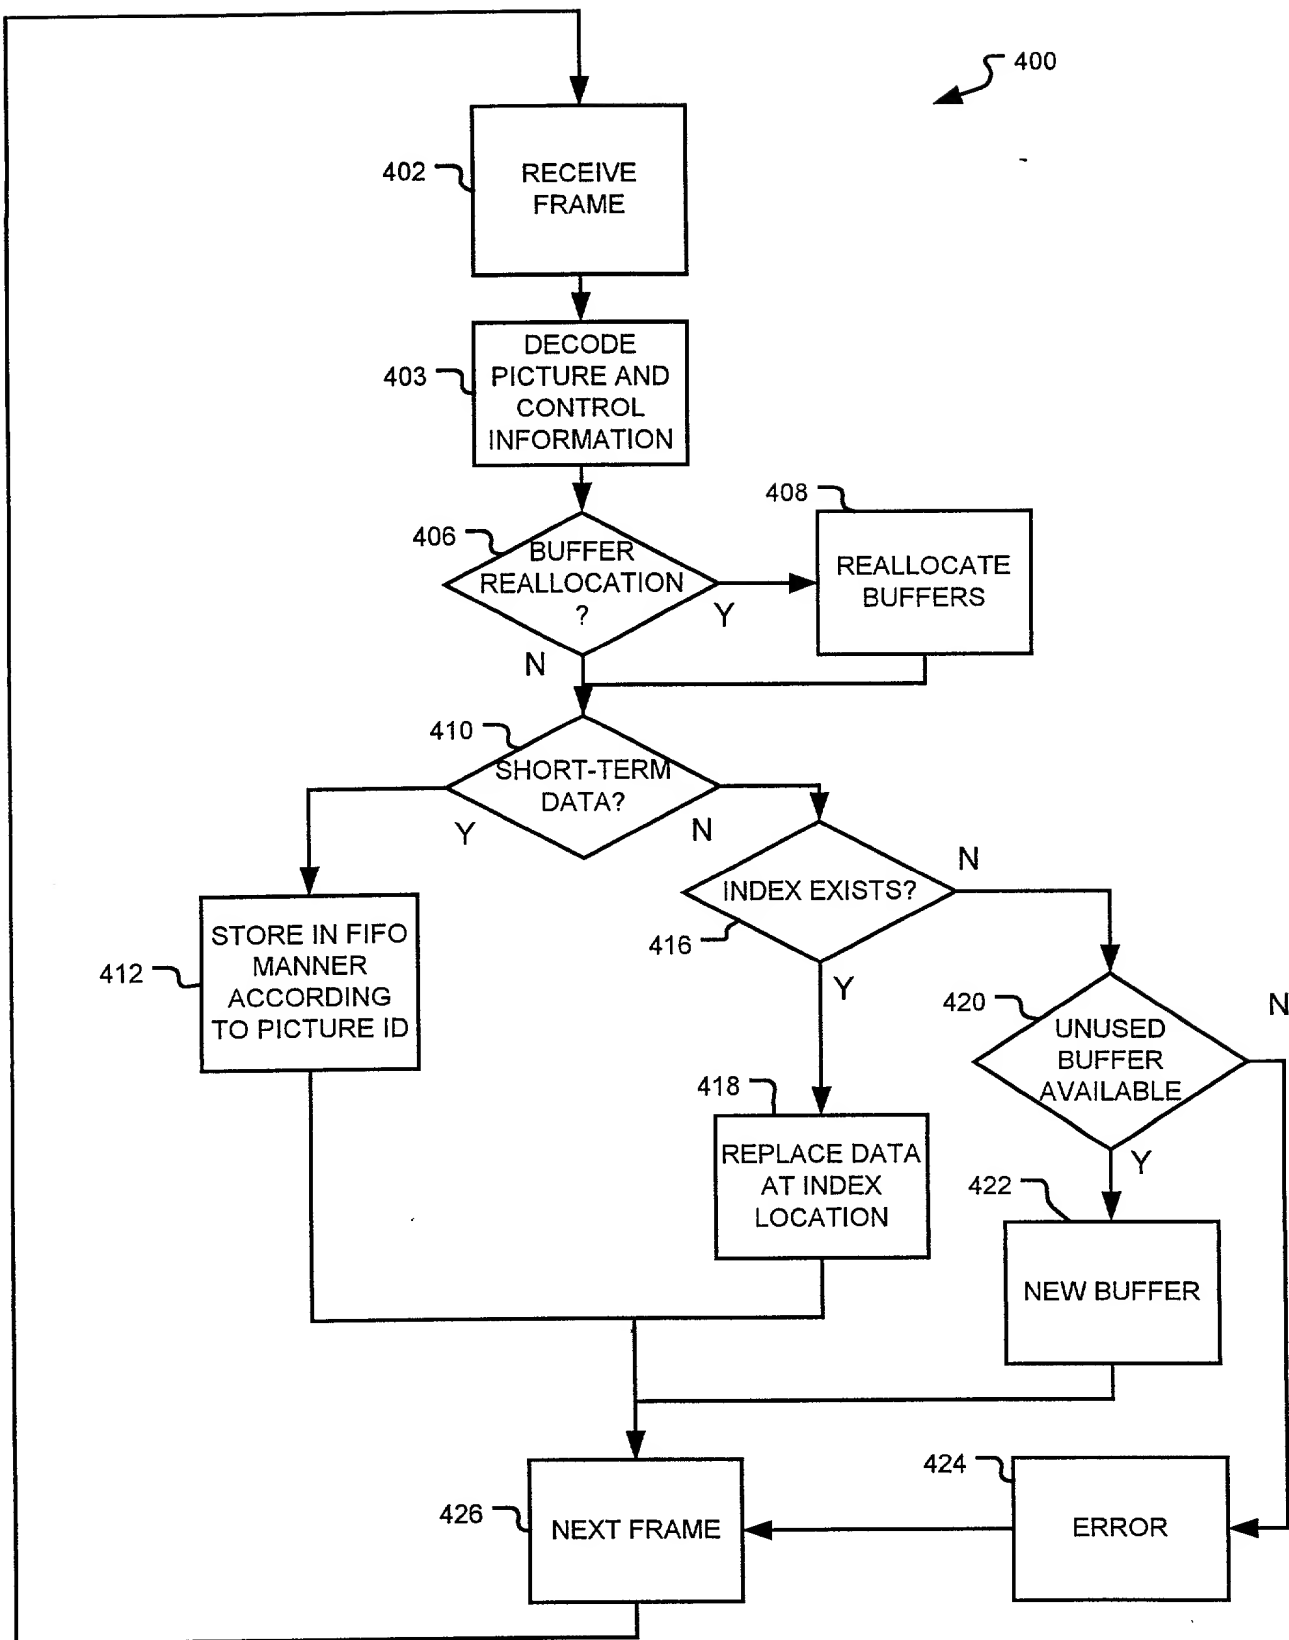 400
402
RECEIVE
FRAME
403
DECODE
PICTURE AND
CONTROL
INFORMATION
406
BUFFER
REALLOCATION
?
Y
N
408
REALLOCATE
BUFFERS
410
SHORT-TERM
DATA?
Y
N
412
STORE IN FIFO
MANNER
ACCORDING
TO PICTURE ID
416
INDEX EXISTS?
N
Y
418
REPLACE DATA
AT INDEX
LOCATION
420
UNUSED
BUFFER
AVAILABLE
N
Y
422
NEW BUFFER
424
ERROR
426
NEXT FRAME